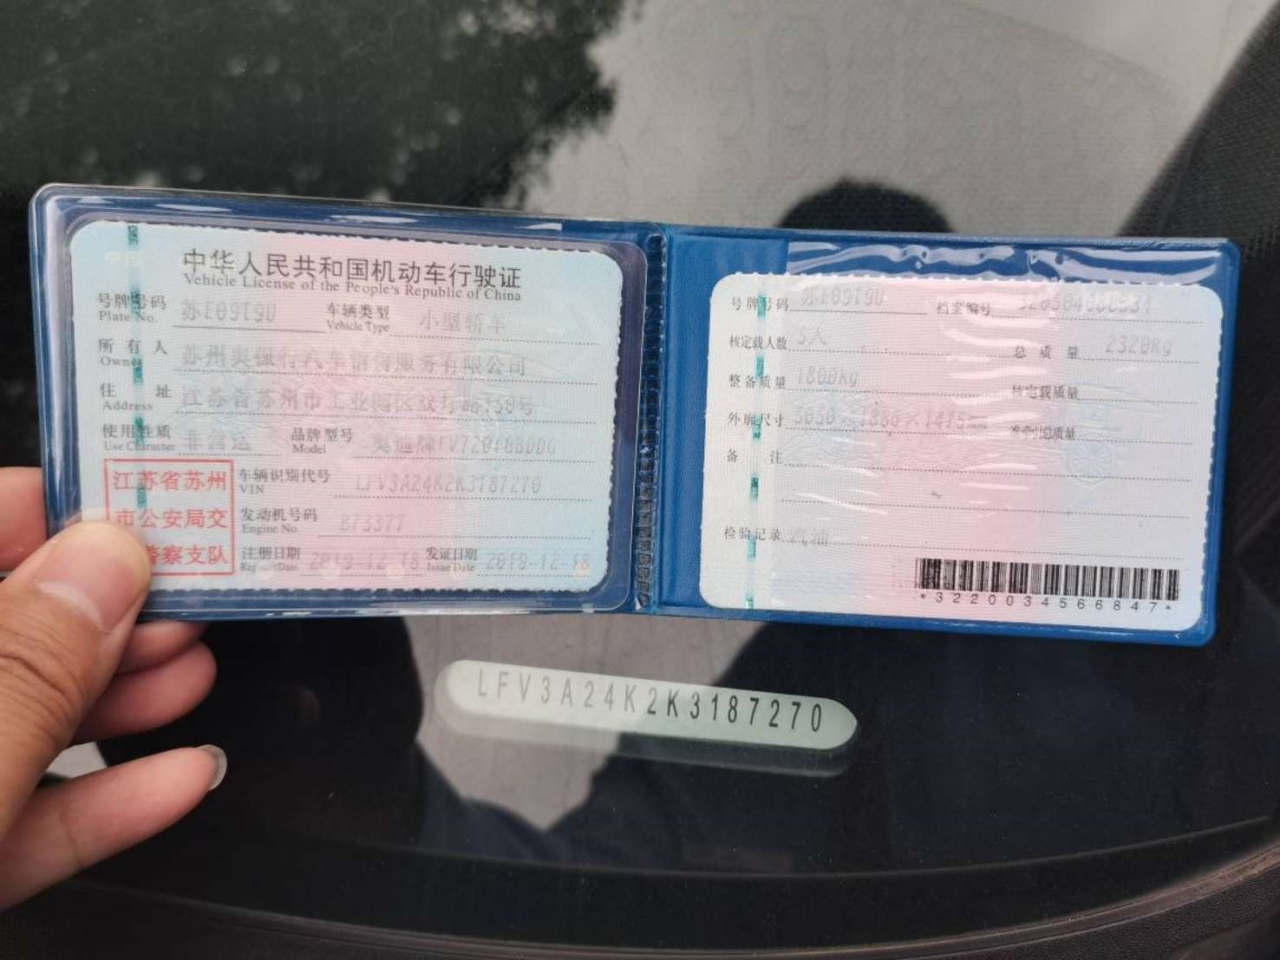 中华人民共和国机动车行驶证
Vehicle License of the People's Republic of China
号牌号码 苏E09T9U 车辆类型 小型轿车
Plate No. Vehicle Type
所有人 苏州奥保行汽车销售服务有限公司
Owner
住址 江苏省苏州市工业园区
Address
使用性质 非营运 品牌型号
Use Character Model
江苏省苏州
市公安局交
警察支队
车辆识别代号 LFV3A24K2K3187270
VIN
发动机号码 B73377
Engine No.
注册日期 2019-12-18 发证日期 2019-12-18
Register Date Issue Date
号牌号码 苏E09T9U 档案编号
核定载人数 5人 总质量 2320kg
整备质量 1800kg 核定载质量
外廓尺寸 准牵引总质量
备注
检验记录 汽油
*3220034566847*
LFV3A24K2K3187270